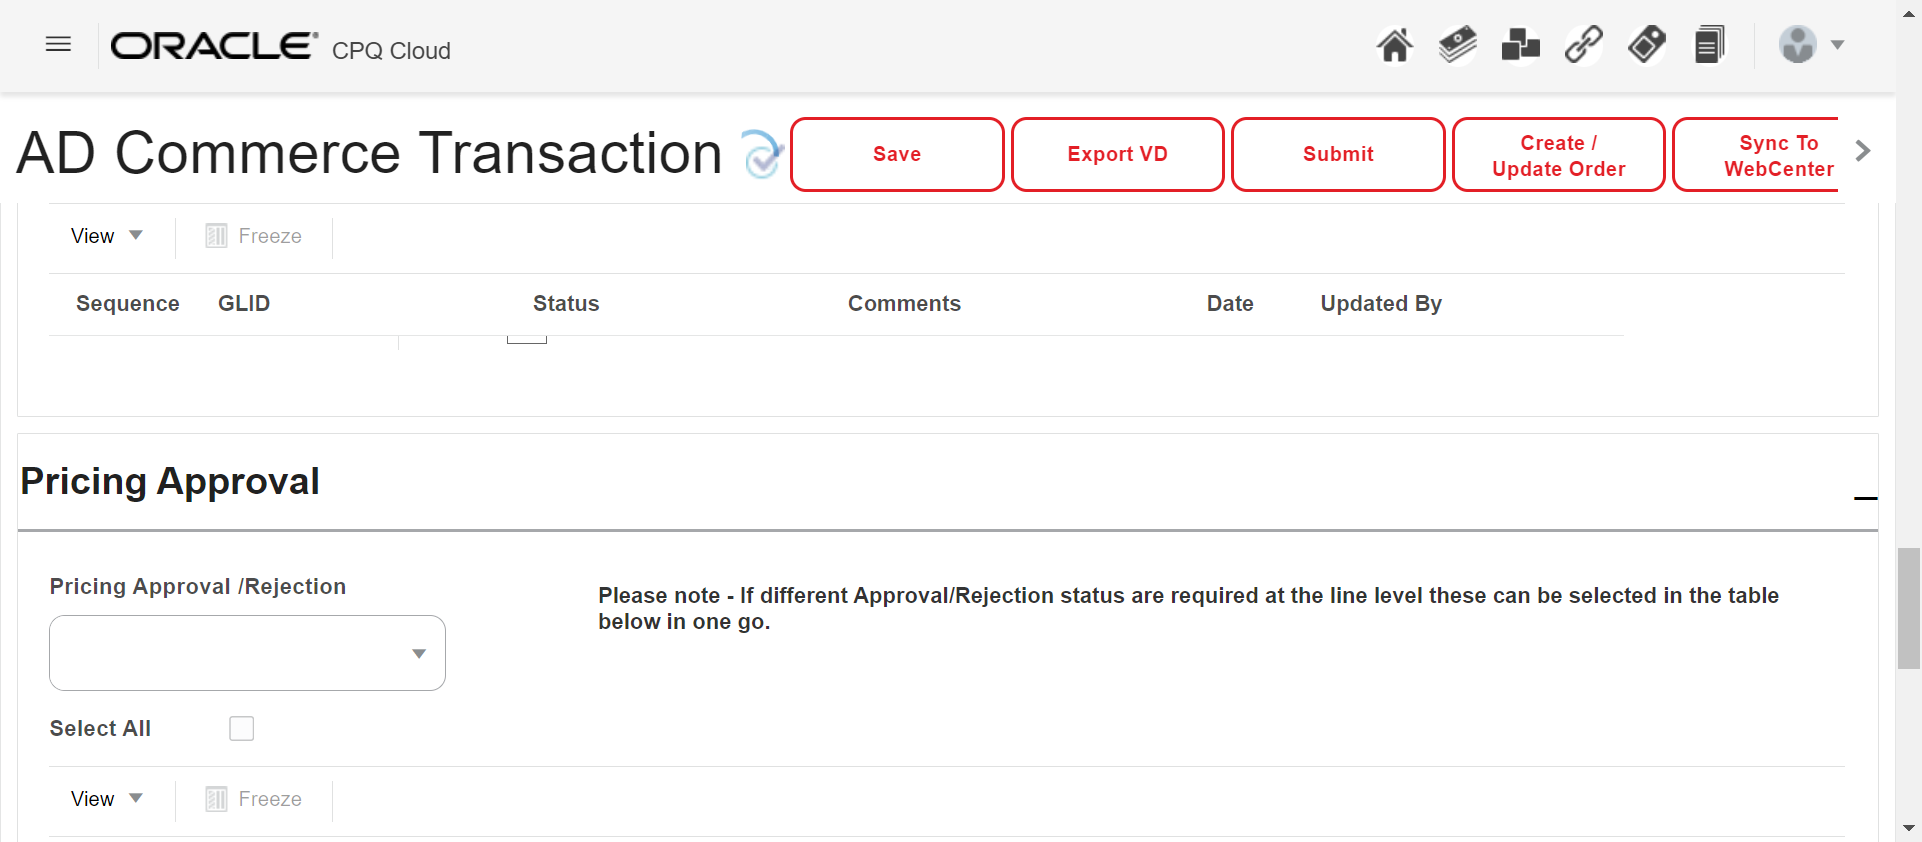 ORACLE® CPQ Cloud
AD Commerce Transaction
Save
Export VD
Submit
Create /
Update Order
Sync To
WebCenter
View
Freeze
Sequence GLID Status Comments Date Updated By
Pricing Approval
Pricing Approval /Rejection
Please note - If different Approval/Rejection status are required at the line level these can be selected in the table
below in one go.
Select All
View
Freeze